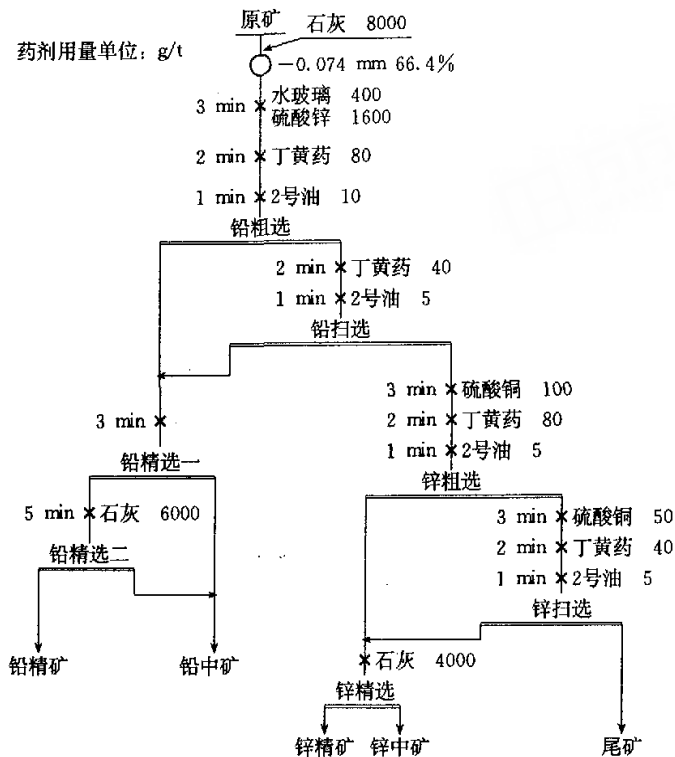 原矿
石灰 8000
药剂用量单位: g/t
-0.074 mm 66.4%
3 min 水玻璃 400
硫酸锌 1600
2 min 丁黄药 80
1 min 2号油 10
铅粗选
2 min 丁黄药 40
1 min 2号油 5
铅扫选
3 min 硫酸铜 100
2 min 丁黄药 80
1 min 2号油 5
3 min
铅精选一
锌粗选
5 min 石灰 6000
3 min 硫酸铜 50
2 min 丁黄药 40
1 min 2号油 5
铅精选二
锌扫选
石灰 4000
铅精矿
铅中矿
锌精选
锌精矿
锌中矿
尾矿